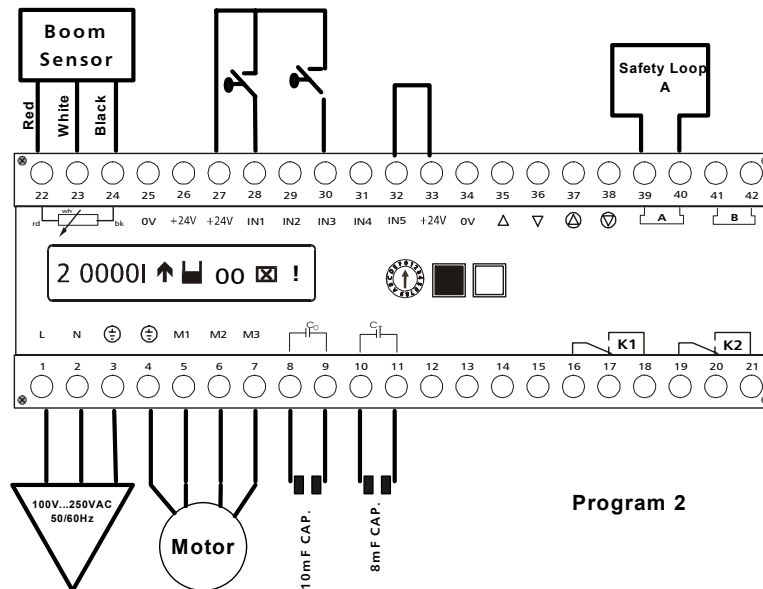 Boom
Sensor
Safety Loop
A
Red
White
Black
22 23 24 25 26 27 28 29 30 31 32 33 34 35 36 37 38 39 40 41 42
rd wh bk 0V +24V +24V IN1 IN2 IN3 IN4 IN5 +24V 0V A B
2 0000I oo !
L N M1 M2 M3 C K1 K2
1 2 3 4 5 6 7 8 9 10 11 12 13 14 15 16 17 18 19 20 21
100V...250VAC
50/60Hz
Motor
10mF CAP.
8mF CAP.
Program 2